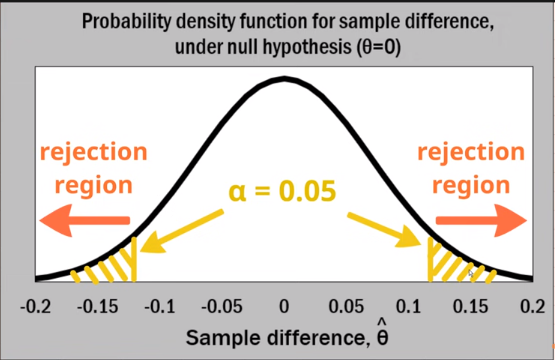 Probability density function for sample difference,
under null hypothesis (θ=0)
rejection
region
rejection
region
α = 0.05
-0.2 -0.15 -0.1 -0.05 0 0.05 0.1 0.15 0.2
Sample difference, θ̂